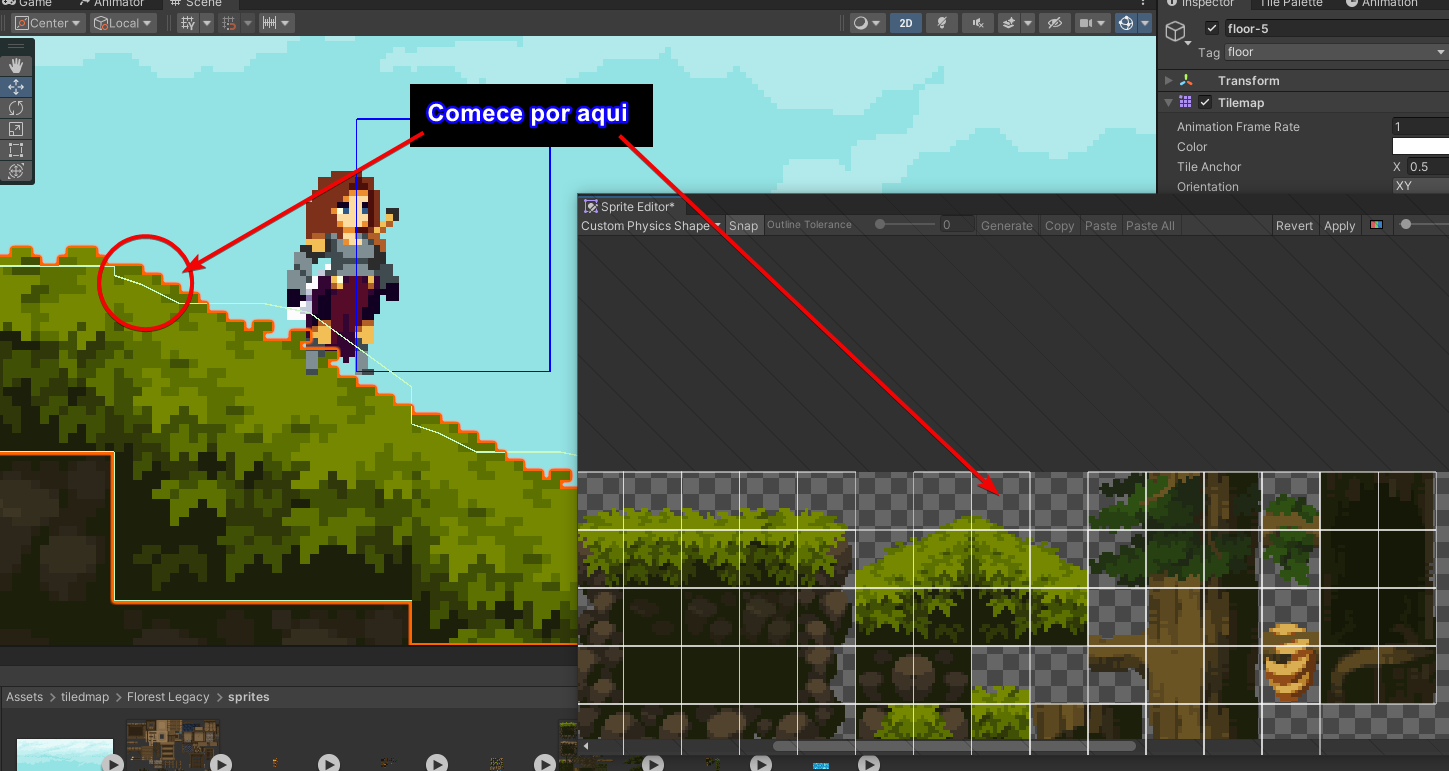 Game
Animator
Scene
Inspector
Tile Palette
Animation
Center
Local
2D
floor-5
Tag floor
Transform
Tilemap
Animation Frame Rate 1
Color
Tile Anchor X 0.5
Orientation XY
Comece por aqui
Sprite Editor*
Custom Physics Shape Snap Outline Tolerance 0 Generate Copy Paste Paste All Revert Apply
Assets tiledmap Florest Legacy sprites